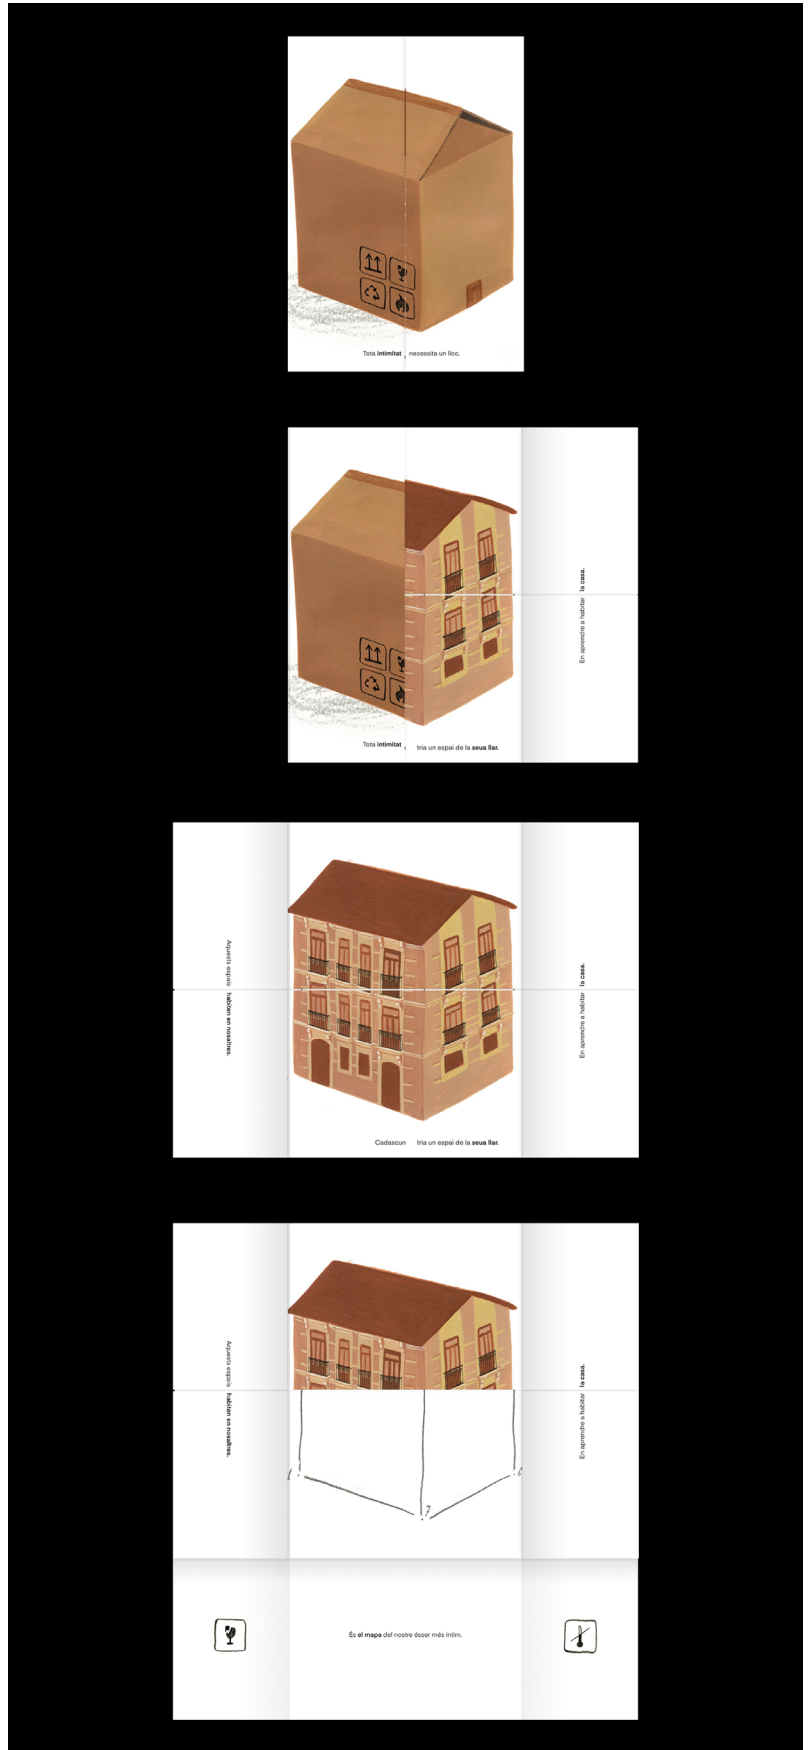 Tota intimitat necessita un lloc.
En aprendre a habitar la casa.
Tota intimitat tria un espai de la seua llar.
Aquests espais habiten en nosaltres.
En aprendre a habitar la casa.
Cadascun tria un espai de la seua llar.
Aquests espais habiten en nosaltres.
En aprendre a habitar la casa.
7
És el mapa del nostre ésser més íntim.